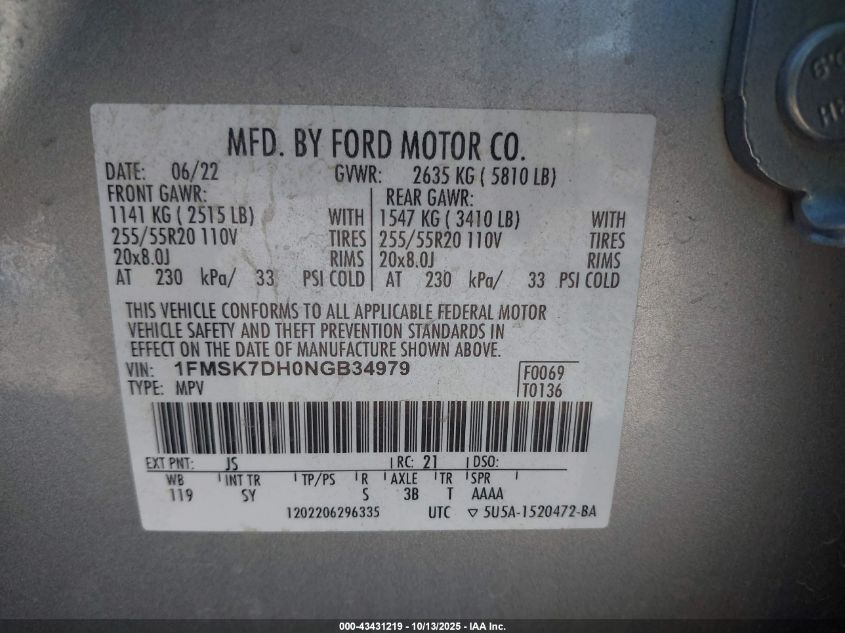 MFD. BY FORD MOTOR CO.
DATE: 06/22 GVWR: 2635 KG ( 5810 LB)
FRONT GAWR: REAR GAWR:
1141 KG ( 2515 LB) WITH 1547 KG ( 3410 LB) WITH
255/55R20 110V TIRES 255/55R20 110V TIRES
20x8.0J RIMS 20x8.0J RIMS
AT 230 kPa/ 33 PSI COLD AT 230 kPa/ 33 PSI COLD
THIS VEHICLE CONFORMS TO ALL APPLICABLE FEDERAL MOTOR
VEHICLE SAFETY AND THEFT PREVENTION STANDARDS IN
EFFECT ON THE DATE OF MANUFACTURE SHOWN ABOVE.
VIN: 1FMSK7DH0NGB34979 F0069
TYPE: MPV T0136
EXT PNT: JS RC: 21 DSO:
WB INT TR TP/PS R AXLE TR SPR
119 SY S 3B T AAAA
1202206296335 UTC ▽ 5U5A-1520472-BA
000-43431219 - 10/13/2025 - IAA Inc.